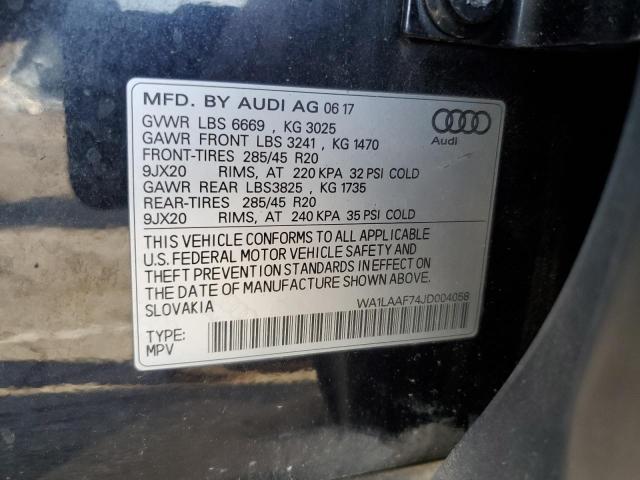 MFD. BY AUDI AG 06 17
GVWR LBS 6669 , KG 3025
GAWR FRONT LBS 3241 , KG 1470
FRONT-TIRES 285/45 R20
9JX20 RIMS, AT 220 KPA 32 PSI COLD
GAWR REAR LBS3825 , KG 1735
REAR-TIRES 285/45 R20
9JX20 RIMS, AT 240 KPA 35 PSI COLD
Audi
THIS VEHICLE CONFORMS TO ALL APPLICABLE
U.S. FEDERAL MOTOR VEHICLE SAFETY AND
THEFT PREVENTION STANDARDS IN EFFECT ON
THE DATE OF MANUFACTURE SHOWN ABOVE.
SLOVAKIA WA1LAAF74JD004058
TYPE:
MPV